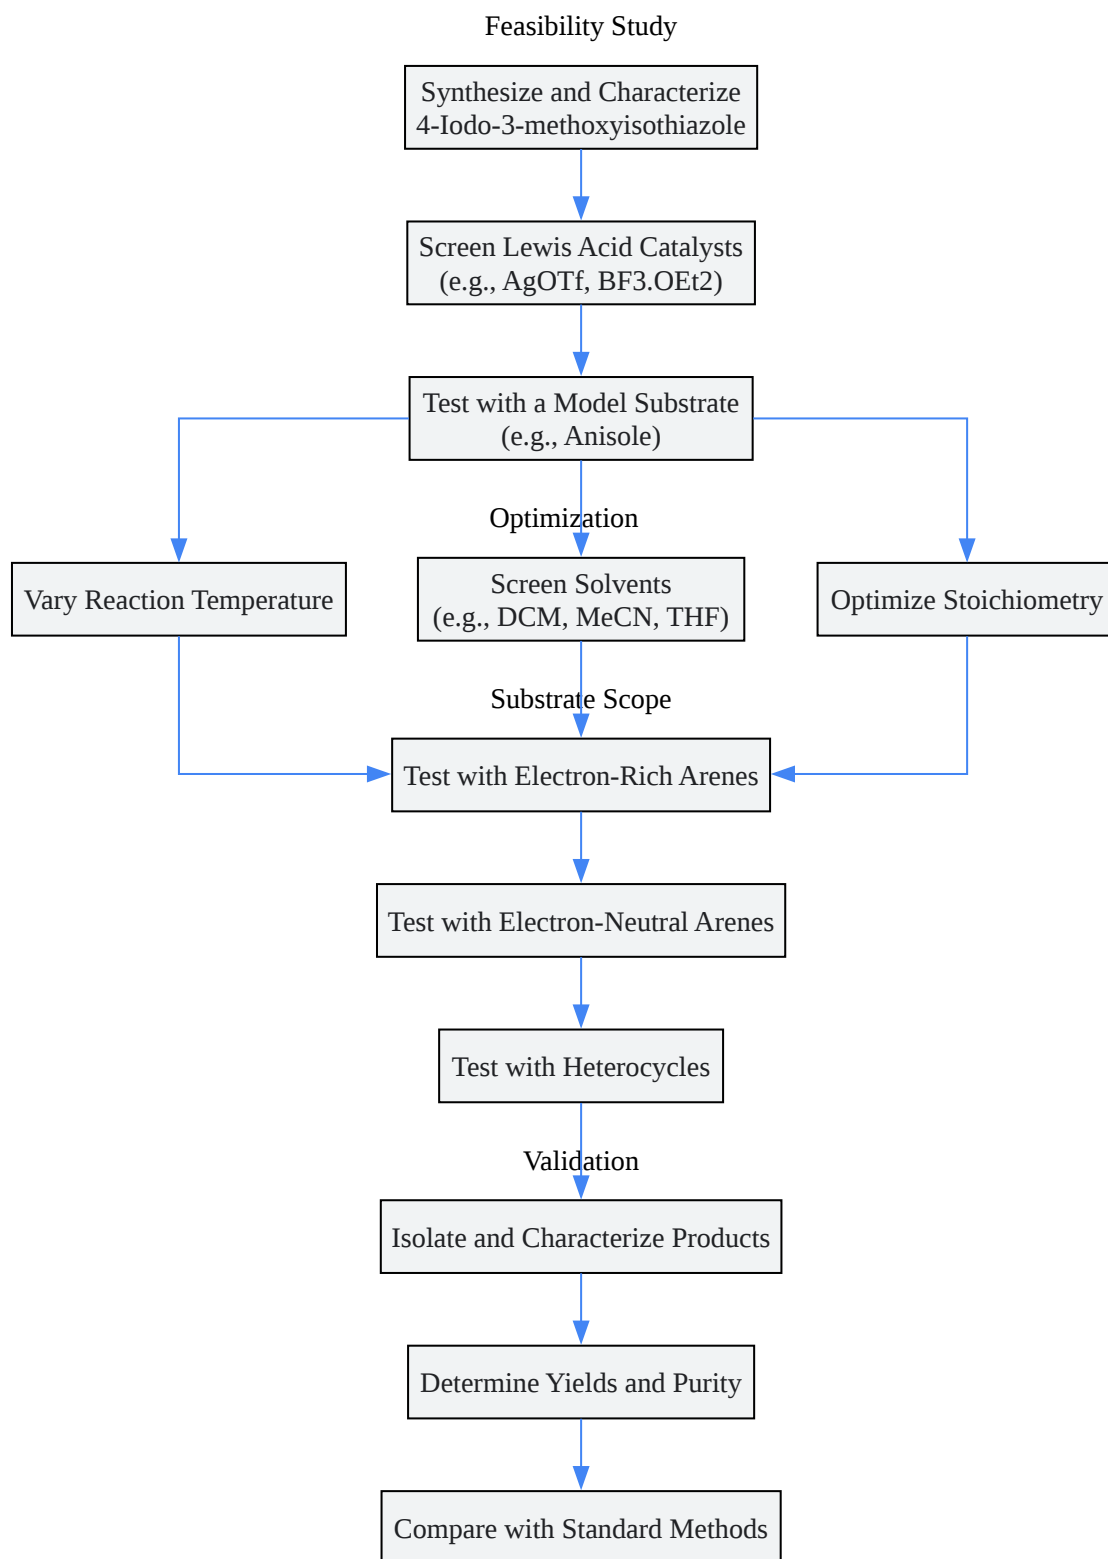 Feasibility Study
Synthesize and Characterize
4-Iodo-3-methoxyisothiazole
Screen Lewis Acid Catalysts
(e.g., AgOTf, BF3.OEt2)
Test with a Model Substrate
(e.g., Anisole)
Optimization
Vary Reaction Temperature
Screen Solvents
(e.g., DCM, MeCN, THF)
Optimize Stoichiometry
Substrate Scope
Test with Electron-Rich Arenes
Test with Electron-Neutral Arenes
Test with Heterocycles
Validation
Isolate and Characterize Products
Determine Yields and Purity
Compare with Standard Methods